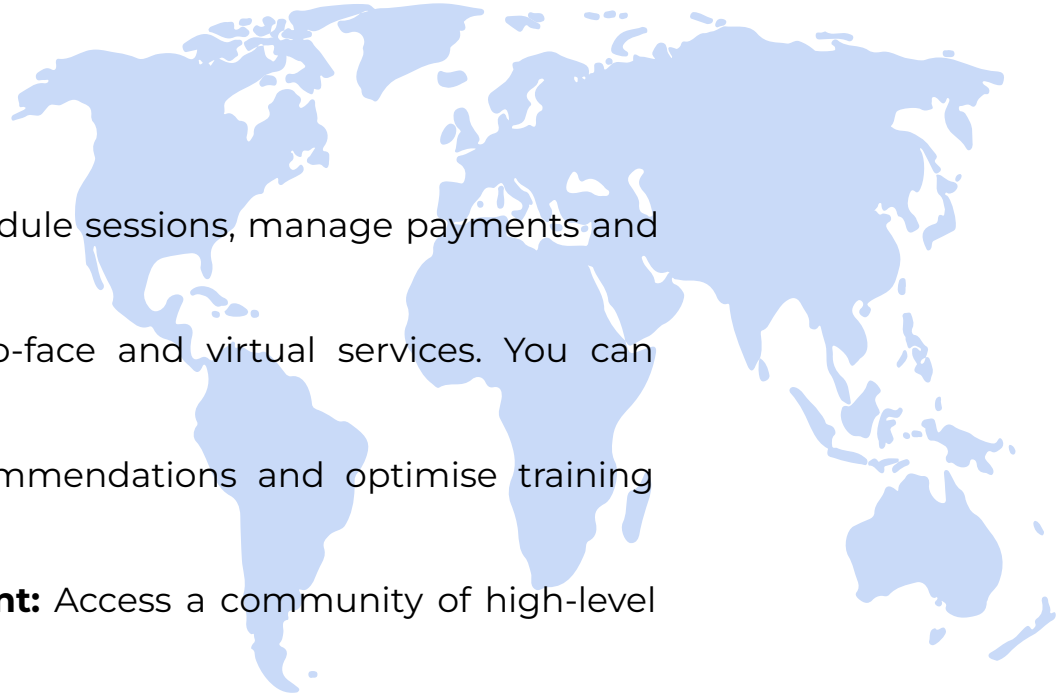 dule sessions, manage payments and
o-face and virtual services. You can
mmendations and optimise training
nt: Access a community of high-level